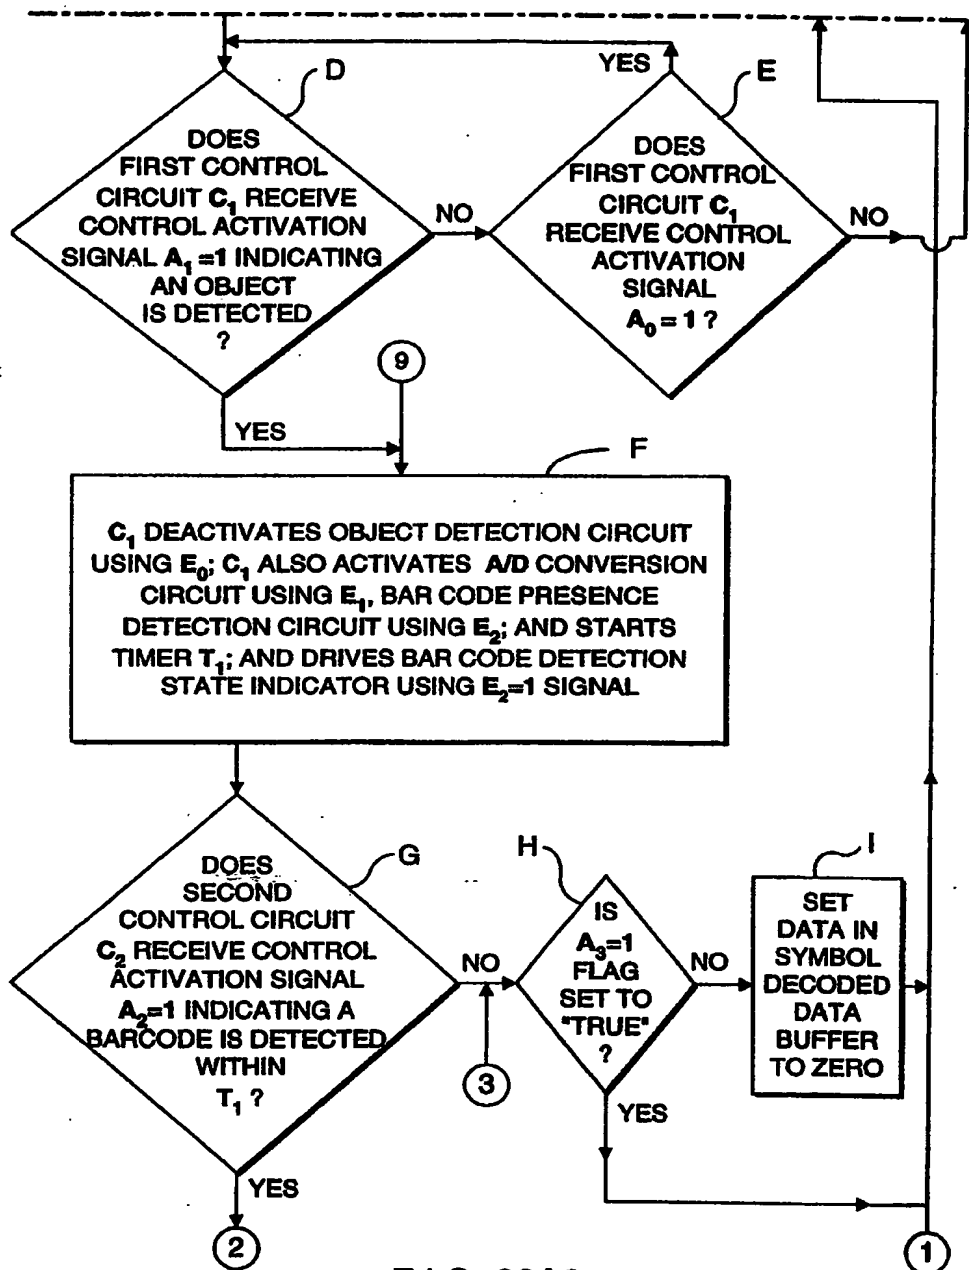 D
DOES
FIRST CONTROL
CIRCUIT C₁ RECEIVE
CONTROL ACTIVATION
SIGNAL A₁ =1 INDICATING
AN OBJECT
IS DETECTED
?
NO
YES
YES
E
DOES
FIRST CONTROL
CIRCUIT C₁
RECEIVE CONTROL
ACTIVATION
SIGNAL
A₀ = 1 ?
NO
9
F
C₁ DEACTIVATES OBJECT DETECTION CIRCUIT
USING E₀; C₁ ALSO ACTIVATES A/D CONVERSION
CIRCUIT USING E₁, BAR CODE PRESENCE
DETECTION CIRCUIT USING E₂; AND STARTS
TIMER T₁; AND DRIVES BAR CODE DETECTION
STATE INDICATOR USING E₂=1 SIGNAL
G
DOES
SECOND
CONTROL CIRCUIT
C₂ RECEIVE CONTROL
ACTIVATION SIGNAL
A₂=1 INDICATING A
BARCODE IS DETECTED
WITHIN
T₁ ?
NO
3
YES
2
H
IS
A₃=1
FLAG
SET TO
"TRUE"
?
NO
YES
I
SET
DATA IN
SYMBOL
DECODED
DATA
BUFFER
TO ZERO
1